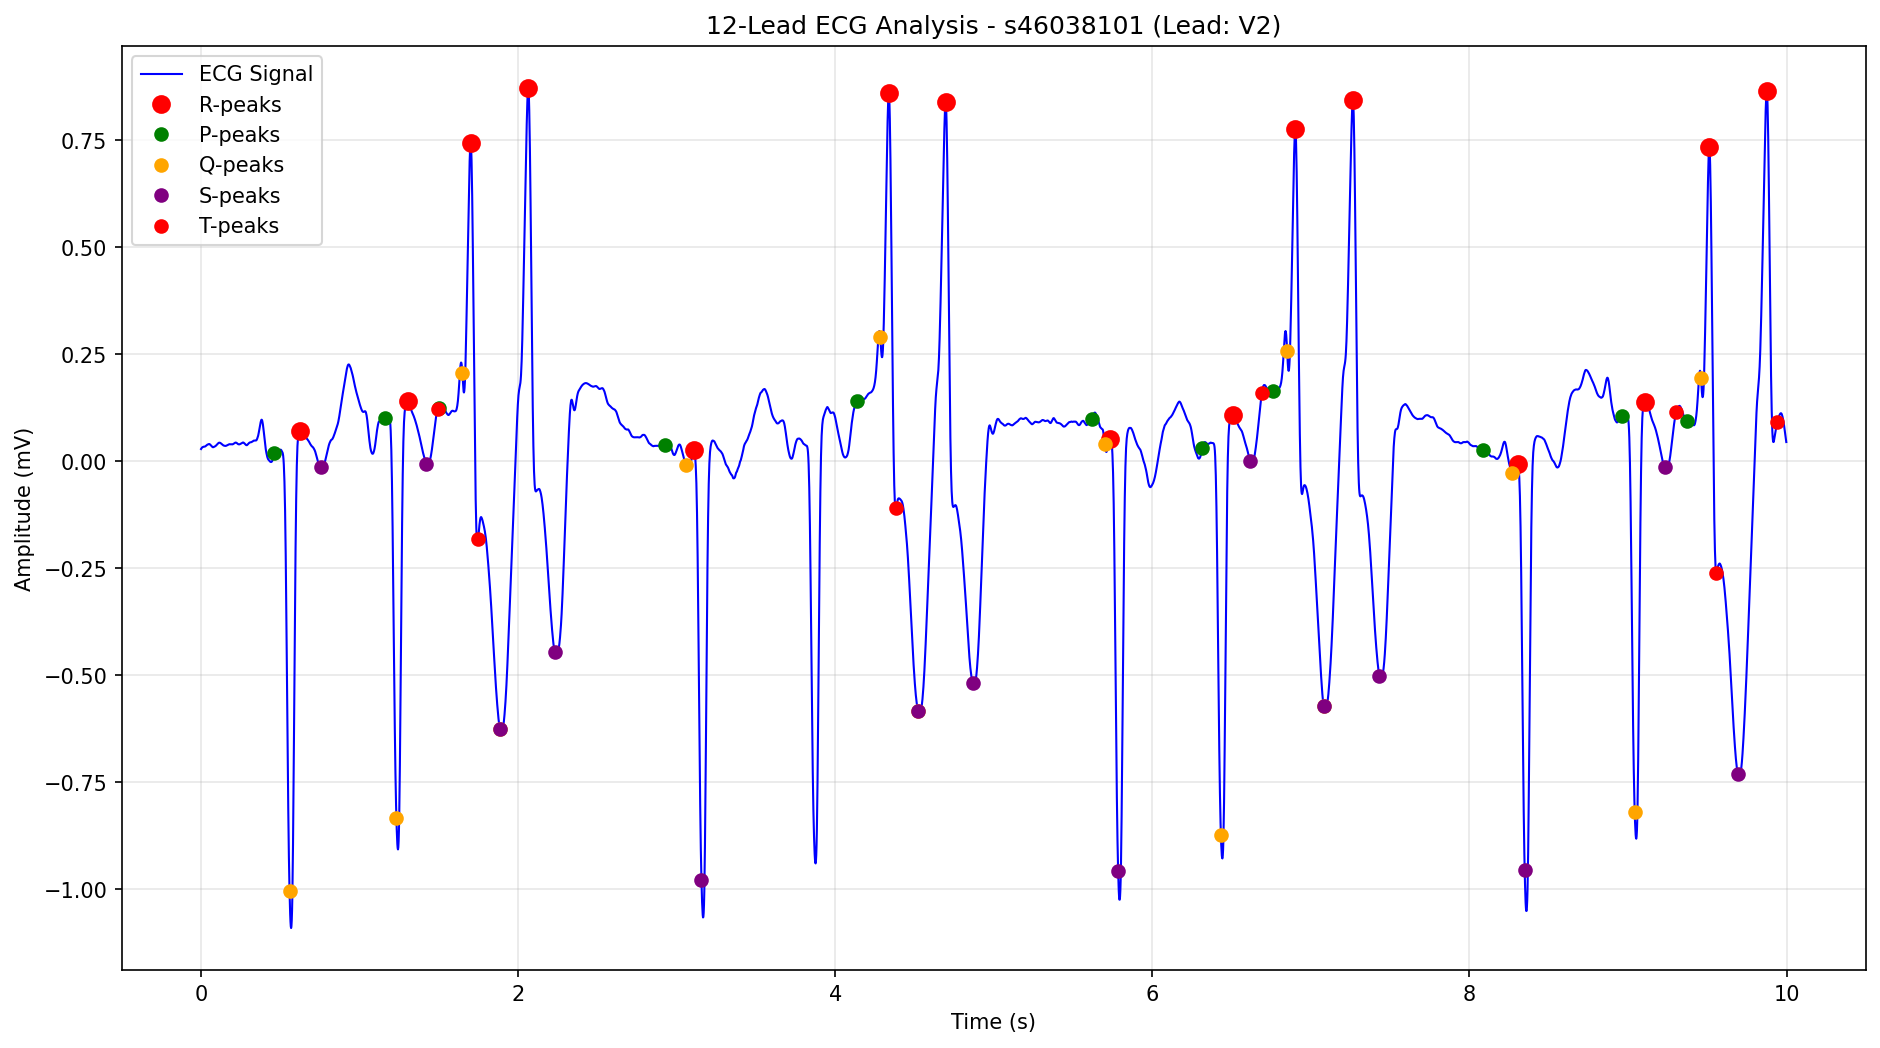 12-Lead ECG Analysis - s46038101 (Lead: V2)
ECG Signal
R-peaks
P-peaks
Q-peaks
S-peaks
T-peaks
Amplitude (mV)
0.75
0.50
0.25
0.00
−0.25
−0.50
−0.75
−1.00
0 2 4 6 8 10
Time (s)